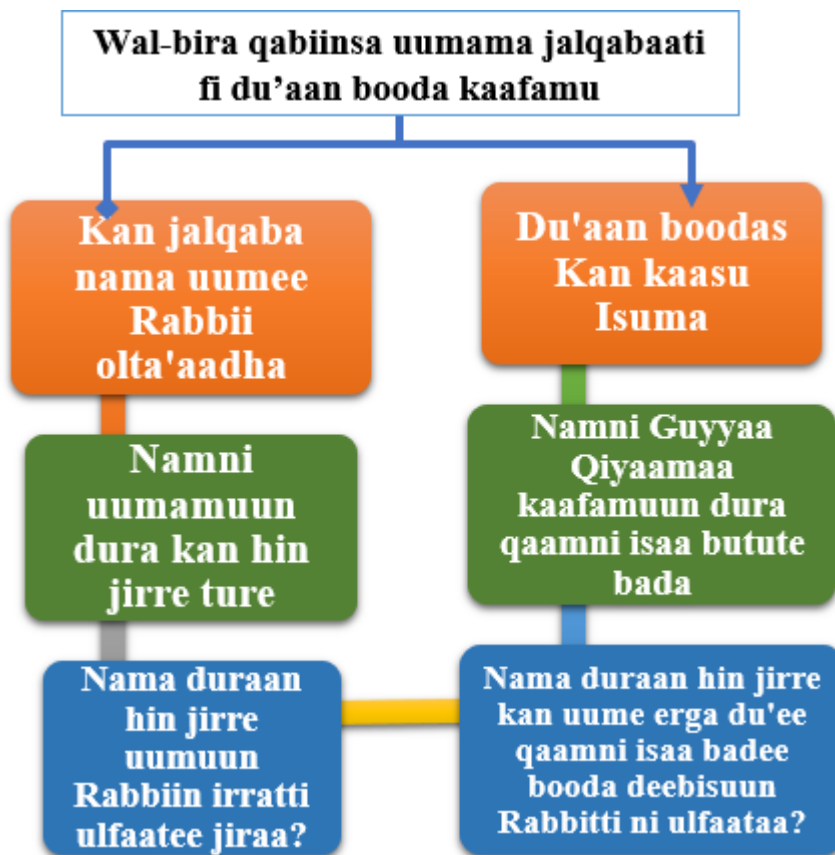 Wal-bira qabiinsa uumama jalqabaati
fi du’aan booda kaafamu
Kan jalqaba
nama uumee
Rabbii
olta'aadha
Du'aan boodas
Kan kaasu
Isuma
Namni
uumamuun
dura kan hin
jirre ture
Namni Guyyaa
Qiyaamaa
kaafamuun dura
qaamni isaa butute
bada
Nama duraan
hin jirre
uumuun
Rabbiin irratti
ulfaatee jiraa?
Nama duraan hin jirre
kan uume erga du'ee
qaamni isaa badee
booda deebisuun
Rabbitti ni ulfaataa?